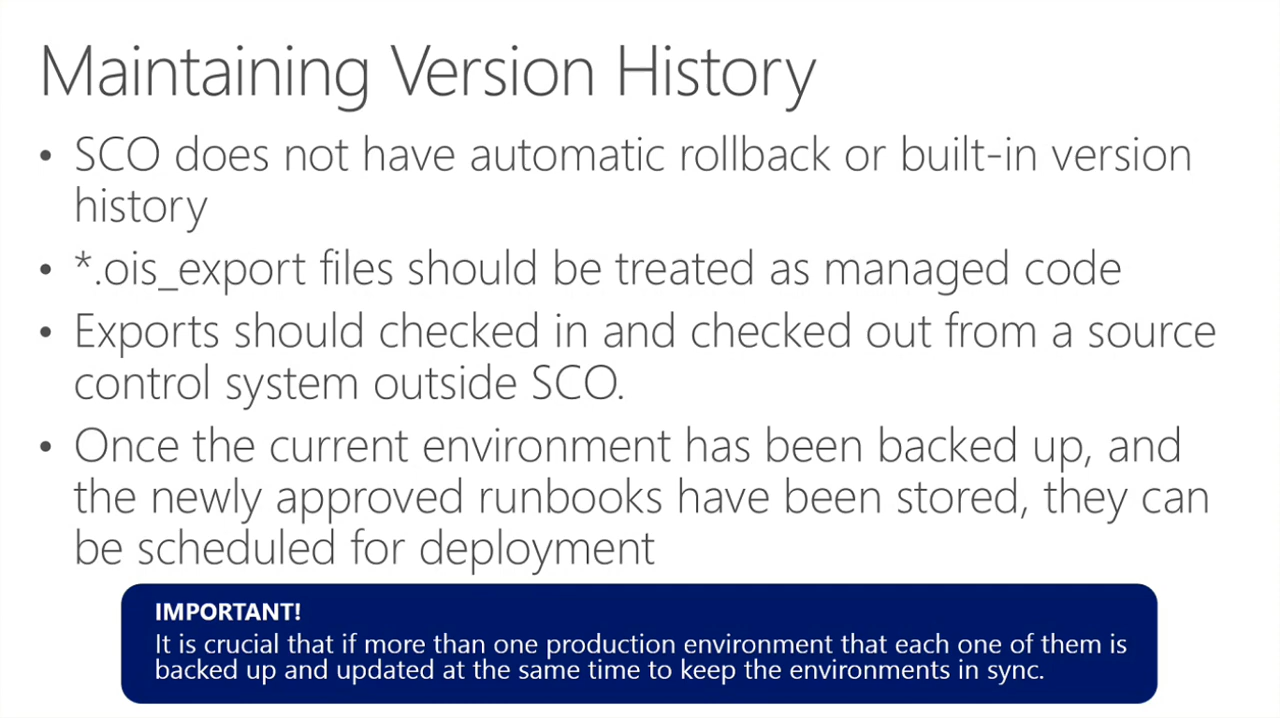 Maintaining Version History
• SCO does not have automatic rollback or built-in version
history
• *.ois_export files should be treated as managed code
• Exports should checked in and checked out from a source
control system outside SCO.
• Once the current environment has been backed up, and
the newly approved runbooks have been stored, they can
be scheduled for deployment
IMPORTANT!
It is crucial that if more than one production environment that each one of them is
backed up and updated at the same time to keep the environments in sync.